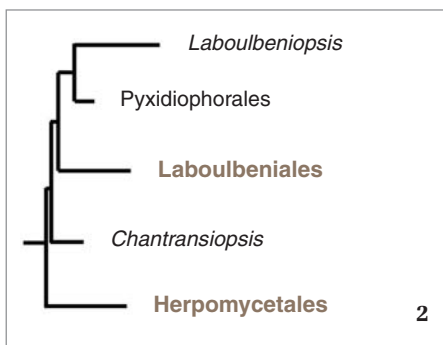 Laboulbeniopsis
Pyxidiophorales
Laboulbeniales
Chantransiopsis
Herpomycetales
2